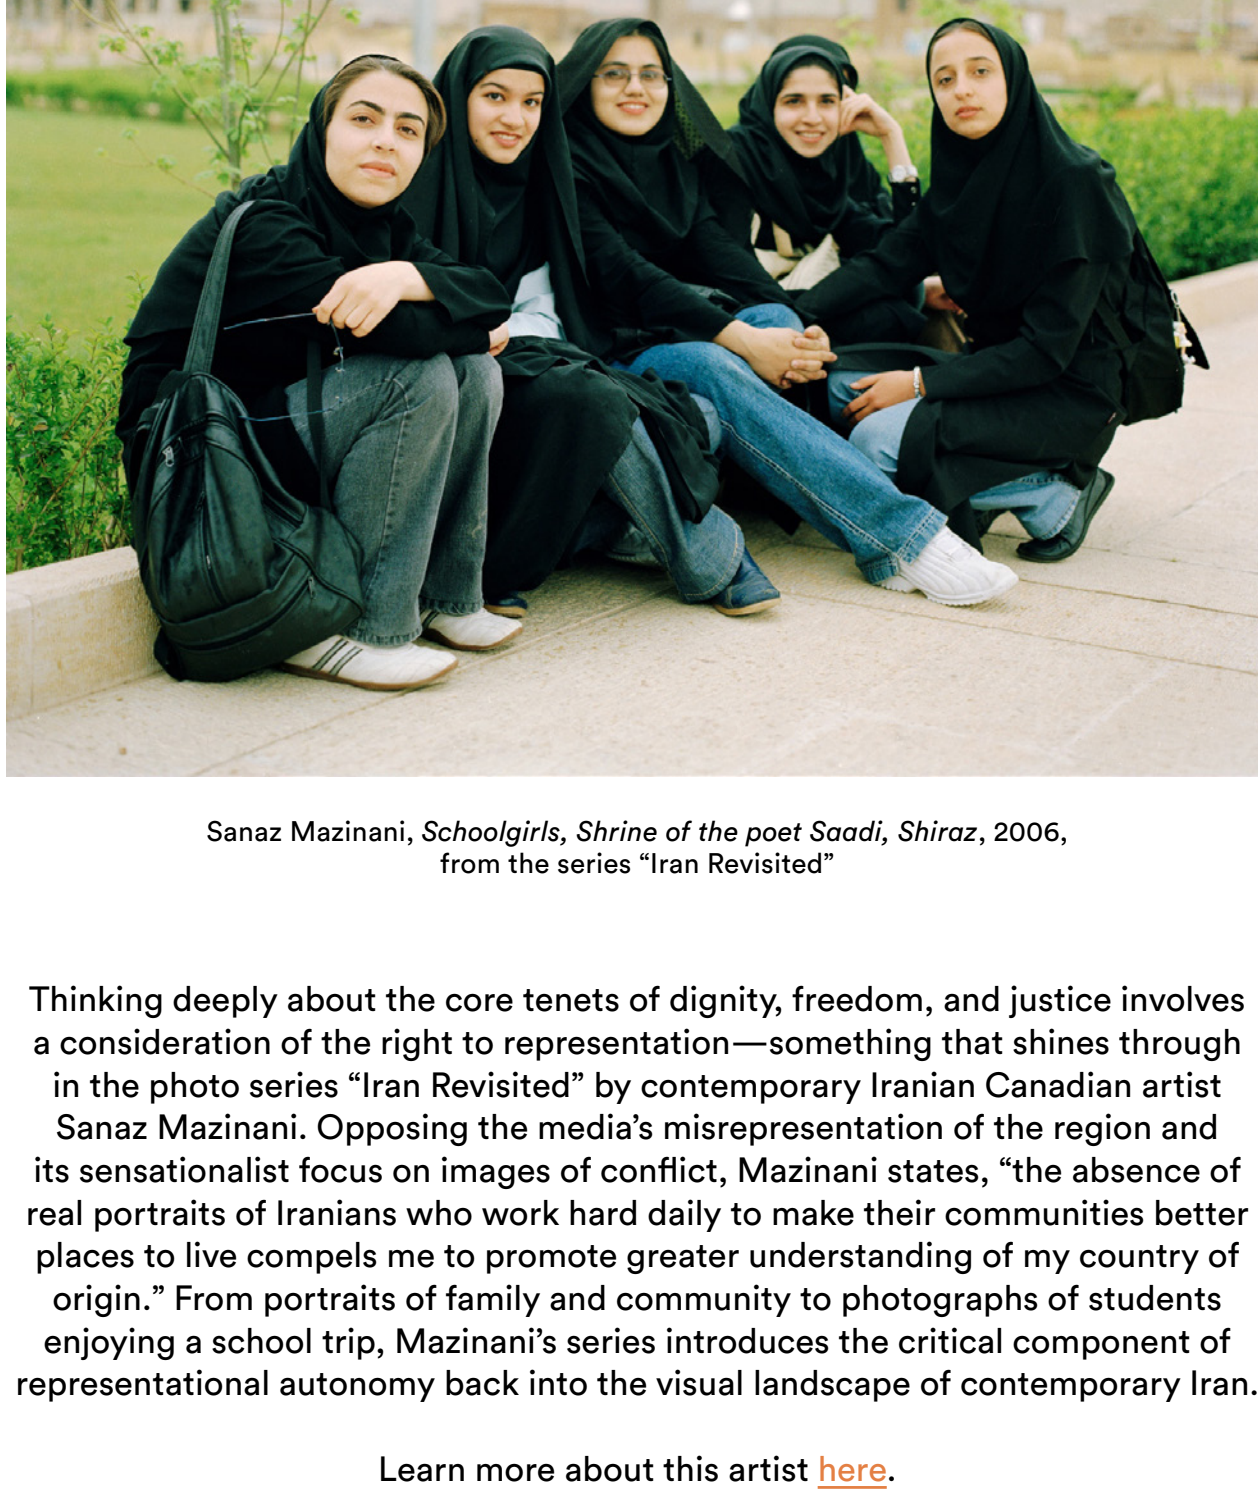 Sanaz Mazinani, Schoolgirls, Shrine of the poet Saadi, Shiraz, 2006,
from the series “Iran Revisited”
Thinking deeply about the core tenets of dignity, freedom, and justice involves
a consideration of the right to representation—something that shines through
in the photo series “Iran Revisited” by contemporary Iranian Canadian artist
Sanaz Mazinani. Opposing the media’s misrepresentation of the region and
its sensationalist focus on images of conflict, Mazinani states, “the absence of
real portraits of Iranians who work hard daily to make their communities better
places to live compels me to promote greater understanding of my country of
origin.” From portraits of family and community to photographs of students
enjoying a school trip, Mazinani’s series introduces the critical component of
representational autonomy back into the visual landscape of contemporary Iran.
Learn more about this artist here.